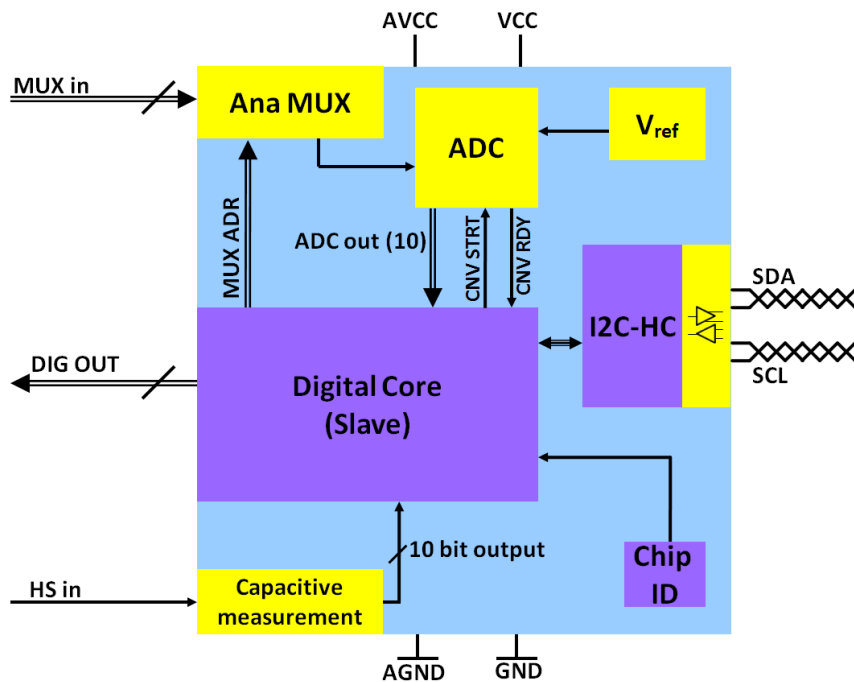 AVCC
VCC
MUX in
Ana MUX
ADC
Vref
MUX ADR
ADC out (10)
CNV STRT
CNV RDY
I2C-HC
SDA
SCL
DIG OUT
Digital Core
(Slave)
10 bit output
Chip
ID
HS in
Capacitive
measurement
AGND
GND